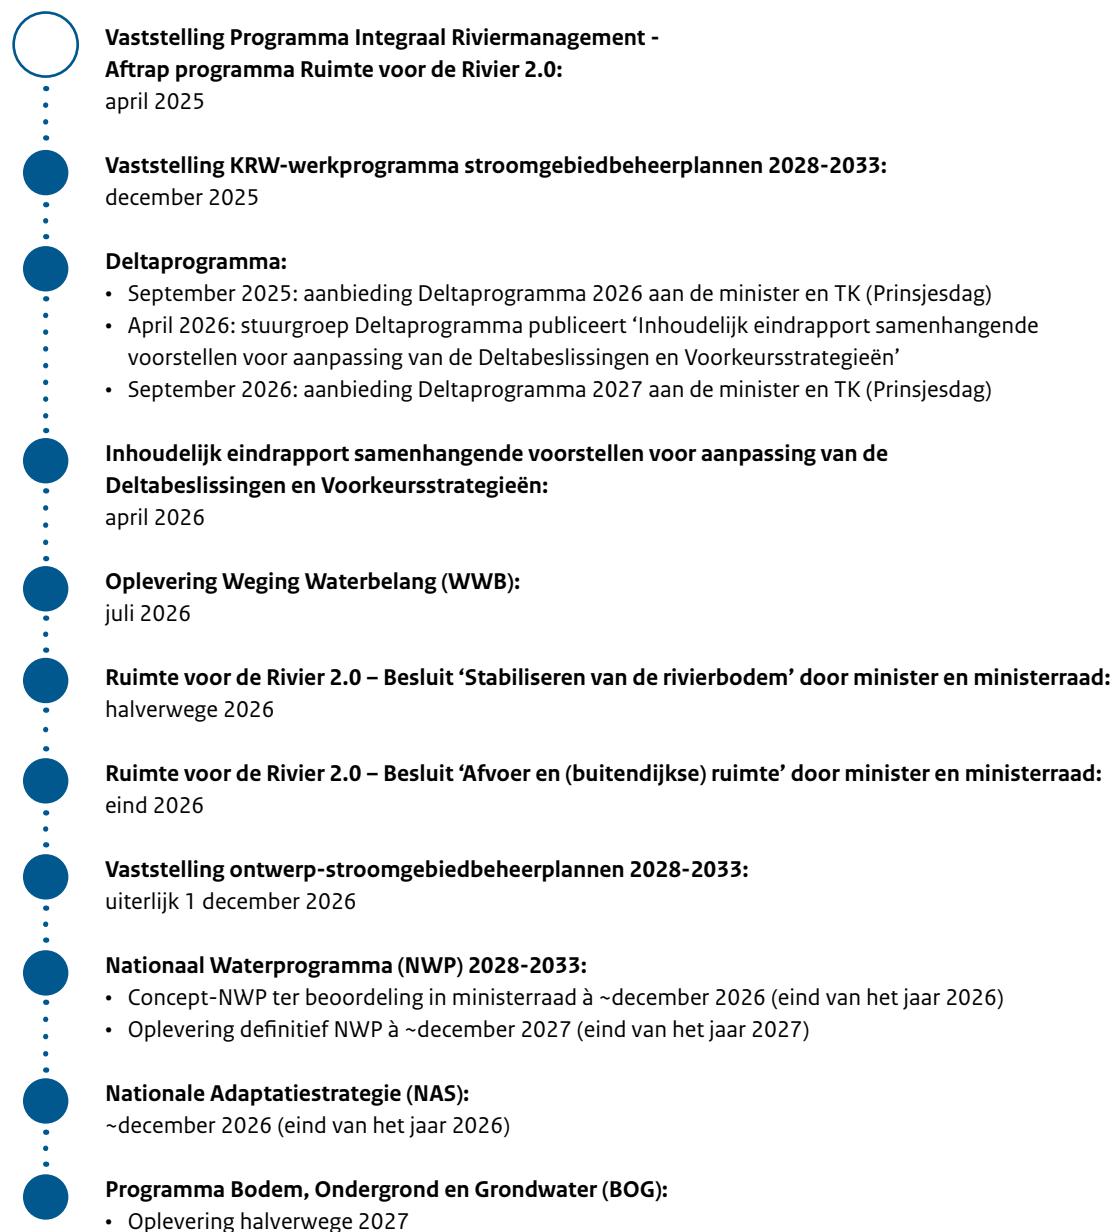 Vaststelling Programma Integraal Riviermanagement -
Aftrap programma Ruimte voor de Rivier 2.0:
april 2025
Vaststelling KRW-werkprogramma stroomgebiedbeheerplannen 2028-2033:
december 2025
Deltaprogramma:
• September 2025: aanbieding Deltaprogramma 2026 aan de minister en TK (Prinsjesdag)
• April 2026: stuurgroep Deltaprogramma publiceert ‘Inhoudelijk eindrapport samenhangende
voorstellen voor aanpassing van de Deltabeslissingen en Voorkeursstrategieën’
• September 2026: aanbieding Deltaprogramma 2027 aan de minister en TK (Prinsjesdag)
Inhoudelijk eindrapport samenhangende voorstellen voor aanpassing van de
Deltabeslissingen en Voorkeursstrategieën:
april 2026
Oplevering Weging Waterbelang (WWB):
juli 2026
Ruimte voor de Rivier 2.0 – Besluit ‘Stabiliseren van de rivierbodem’ door minister en ministerraad:
halverwege 2026
Ruimte voor de Rivier 2.0 – Besluit ‘Afvoer en (buitendijkse) ruimte’ door minister en ministerraad:
eind 2026
Vaststelling ontwerp-stroomgebiedbeheerplannen 2028-2033:
uiterlijk 1 december 2026
Nationaal Waterprogramma (NWP) 2028-2033:
• Concept-NWP ter beoordeling in ministerraad à ~december 2026 (eind van het jaar 2026)
• Oplevering definitief NWP à ~december 2027 (eind van het jaar 2027)
Nationale Adaptatiestrategie (NAS):
~december 2026 (eind van het jaar 2026)
Programma Bodem, Ondergrond en Grondwater (BOG):
• Oplevering halverwege 2027